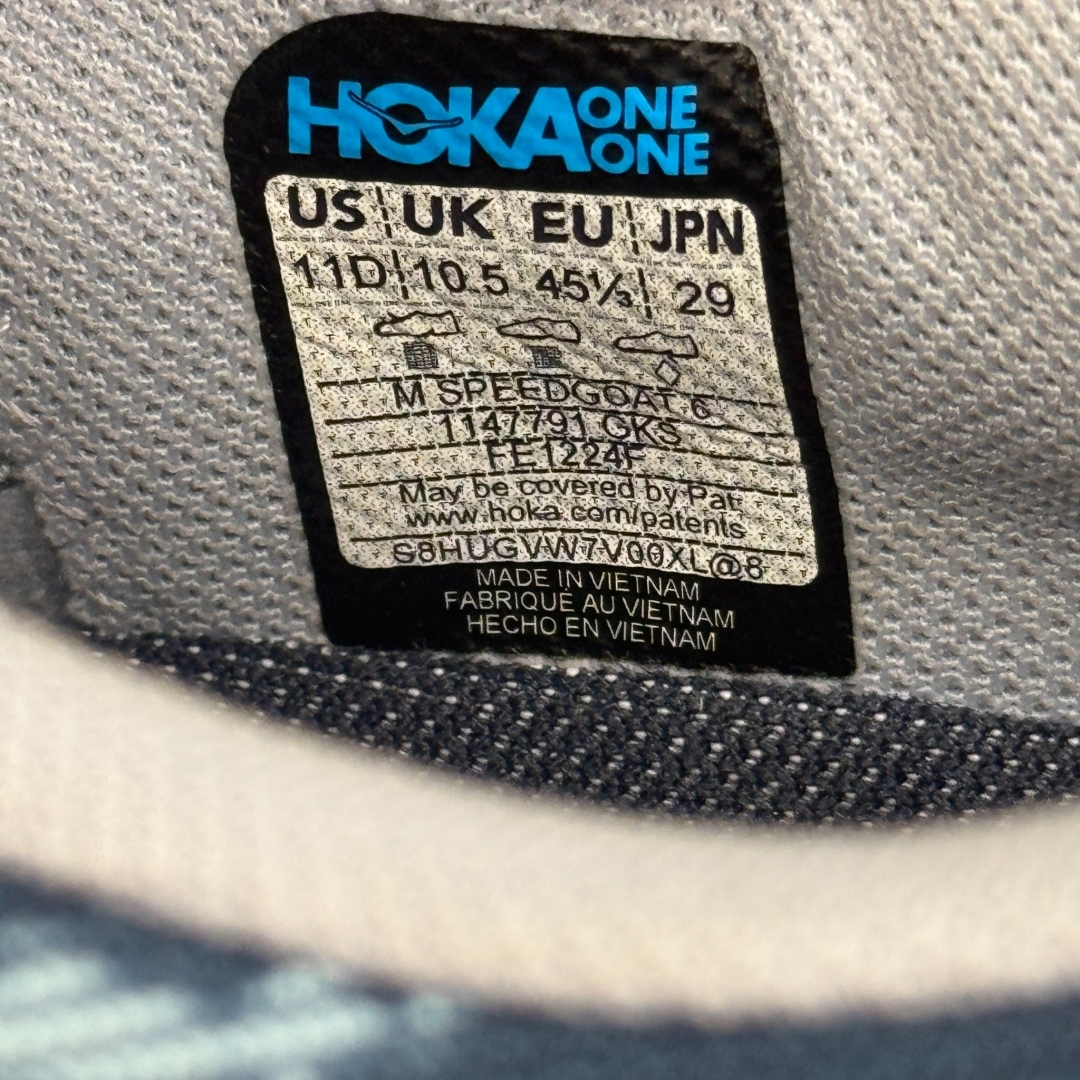 HOKA ONE ONE
US UK EU JPN
11D 10.5 45⅓ 29
M SPEEDGOAT 6
1147791 GKS
FE1224F
May be covered by Pat:
www.hoka.com/patents
S8HUGVW7V00XL@8
MADE IN VIETNAM
FABRIQUE AU VIETNAM
HECHO EN VIETNAM